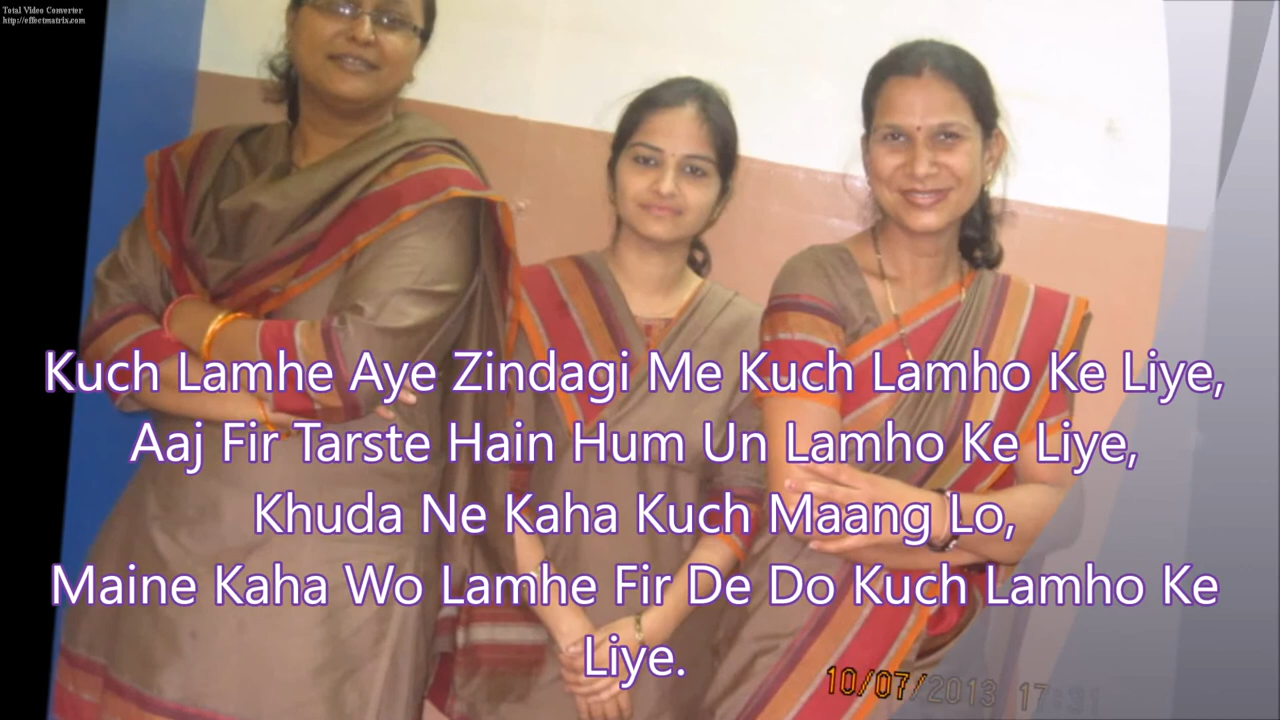 Total Video Converter
http://effectmatrix.com
Kuch Lamhe Aye Zindagi Me Kuch Lamho Ke Liye,
Aaj Fir Tarste Hain Hum Un Lamho Ke Liye,
Khuda Ne Kaha Kuch Maang Lo,
Maine Kaha Wo Lamhe Fir De Do Kuch Lamho Ke
Liye.
10/07/2013 17:31